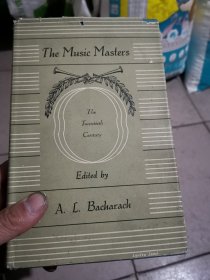 The Music Masters
The
Twentieth
Century
Edited by
A. L. Bacharach